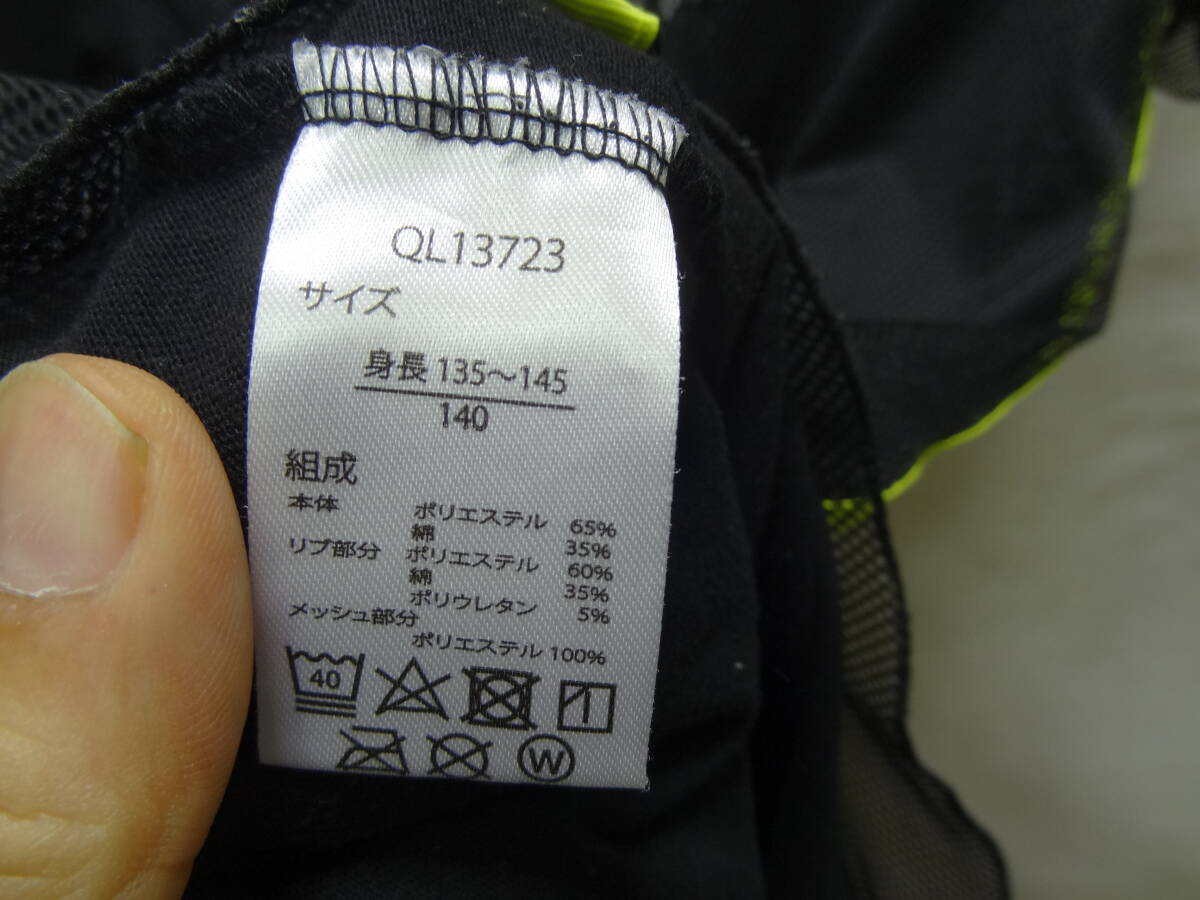 QL13723
サイズ
身長 135〜145
140
組成
本体 ポリエステル 65%
綿 35%
リブ部分 ポリエステル 60%
綿 35%
ポリウレタン 5%
メッシュ部分
ポリエステル 100%
40
W